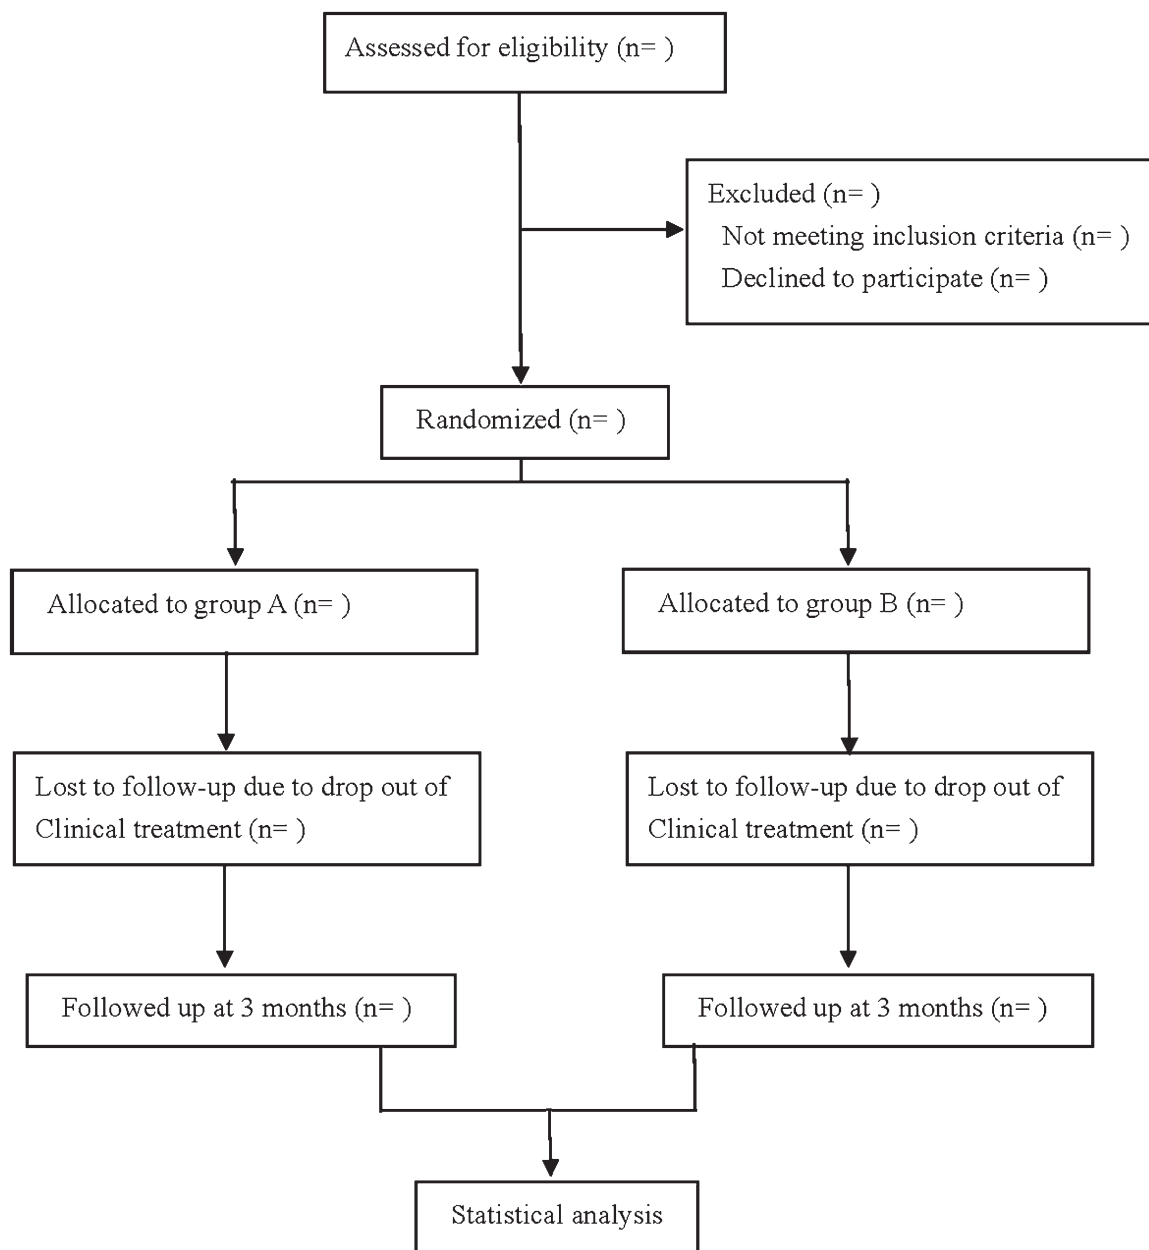 Assessed for eligibility (n= )
Excluded (n= )
Not meeting inclusion criteria (n= )
Declined to participate (n= )
Randomized (n= )
Allocated to group A (n= )
Allocated to group B (n= )
Lost to follow-up due to drop out of
Clinical treatment (n= )
Lost to follow-up due to drop out of
Clinical treatment (n= )
Followed up at 3 months (n= )
Followed up at 3 months (n= )
Statistical analysis